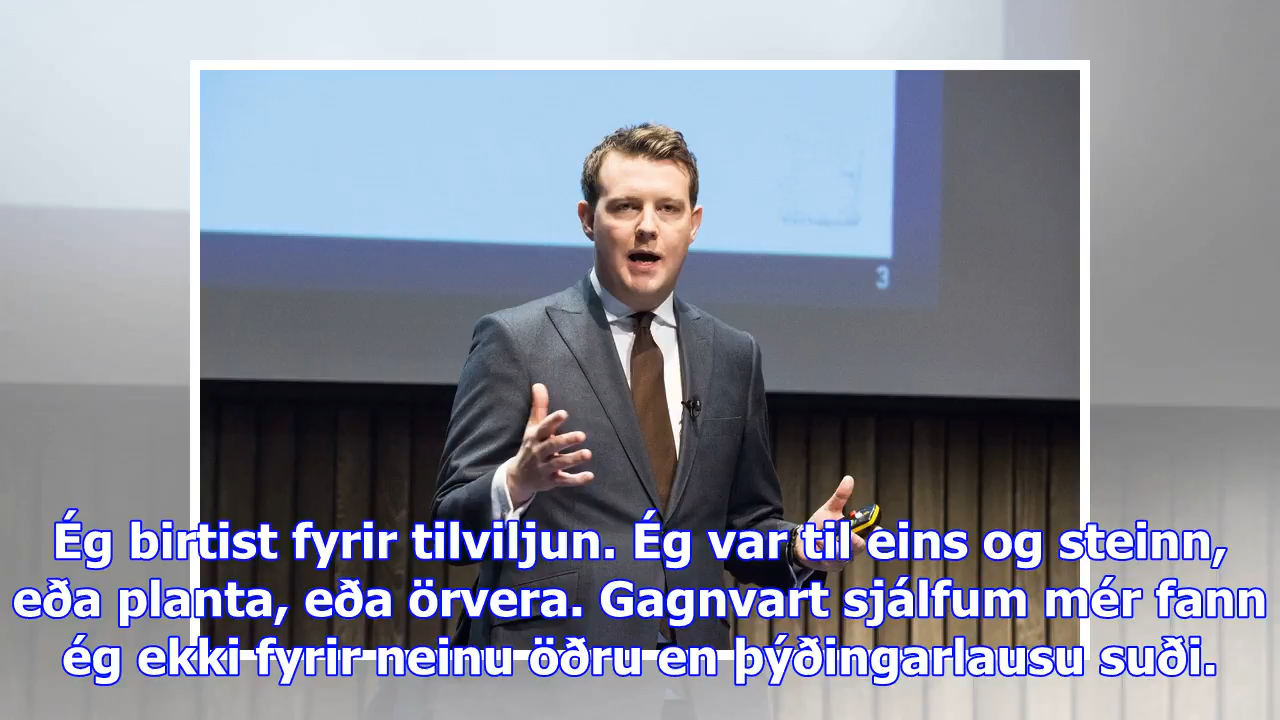 3
Ég birtist fyrir tilviljun. Ég var til eins og steinn,
eða planta, eða örvera. Gagnvart sjálfum mér fann
ég ekki fyrir neinu öðru en þýðingarlausu suði.